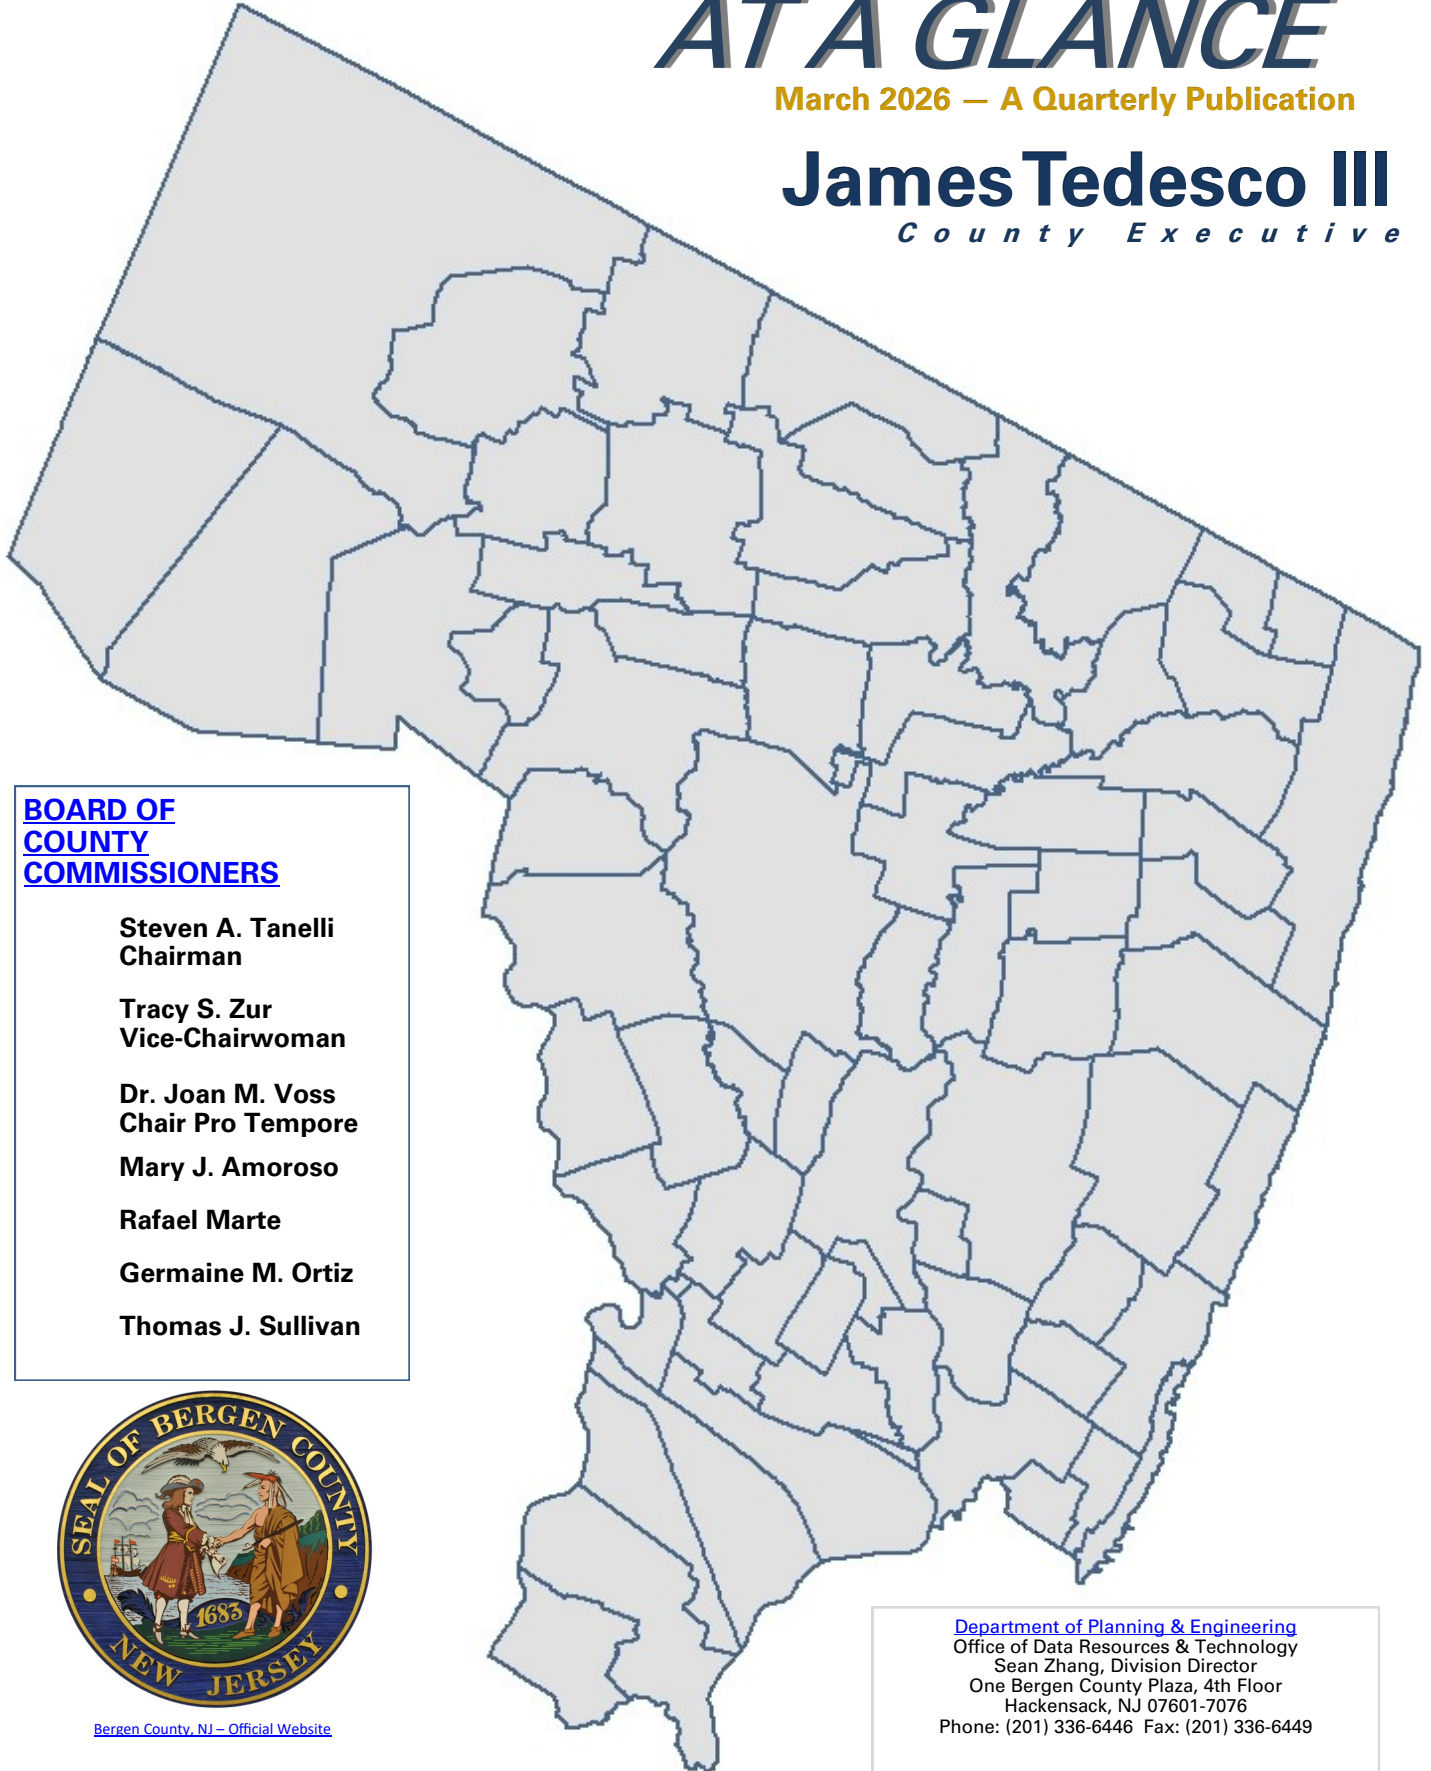 AT A GLANCE
March 2026 — A Quarterly Publication
James Tedesco III
County Executive
BOARD OF
COUNTY
COMMISSIONERS
Steven A. Tanelli
Chairman
Tracy S. Zur
Vice-Chairwoman
Dr. Joan M. Voss
Chair Pro Tempore
Mary J. Amoroso
Rafael Marte
Germaine M. Ortiz
Thomas J. Sullivan
SEAL OF BERGEN COUNTY
1683
NEW JERSEY
Bergen County, NJ – Official Website
Department of Planning & Engineering
Office of Data Resources & Technology
Sean Zhang, Division Director
One Bergen County Plaza, 4th Floor
Hackensack, NJ 07601-7076
Phone: (201) 336-6446 Fax: (201) 336-6449